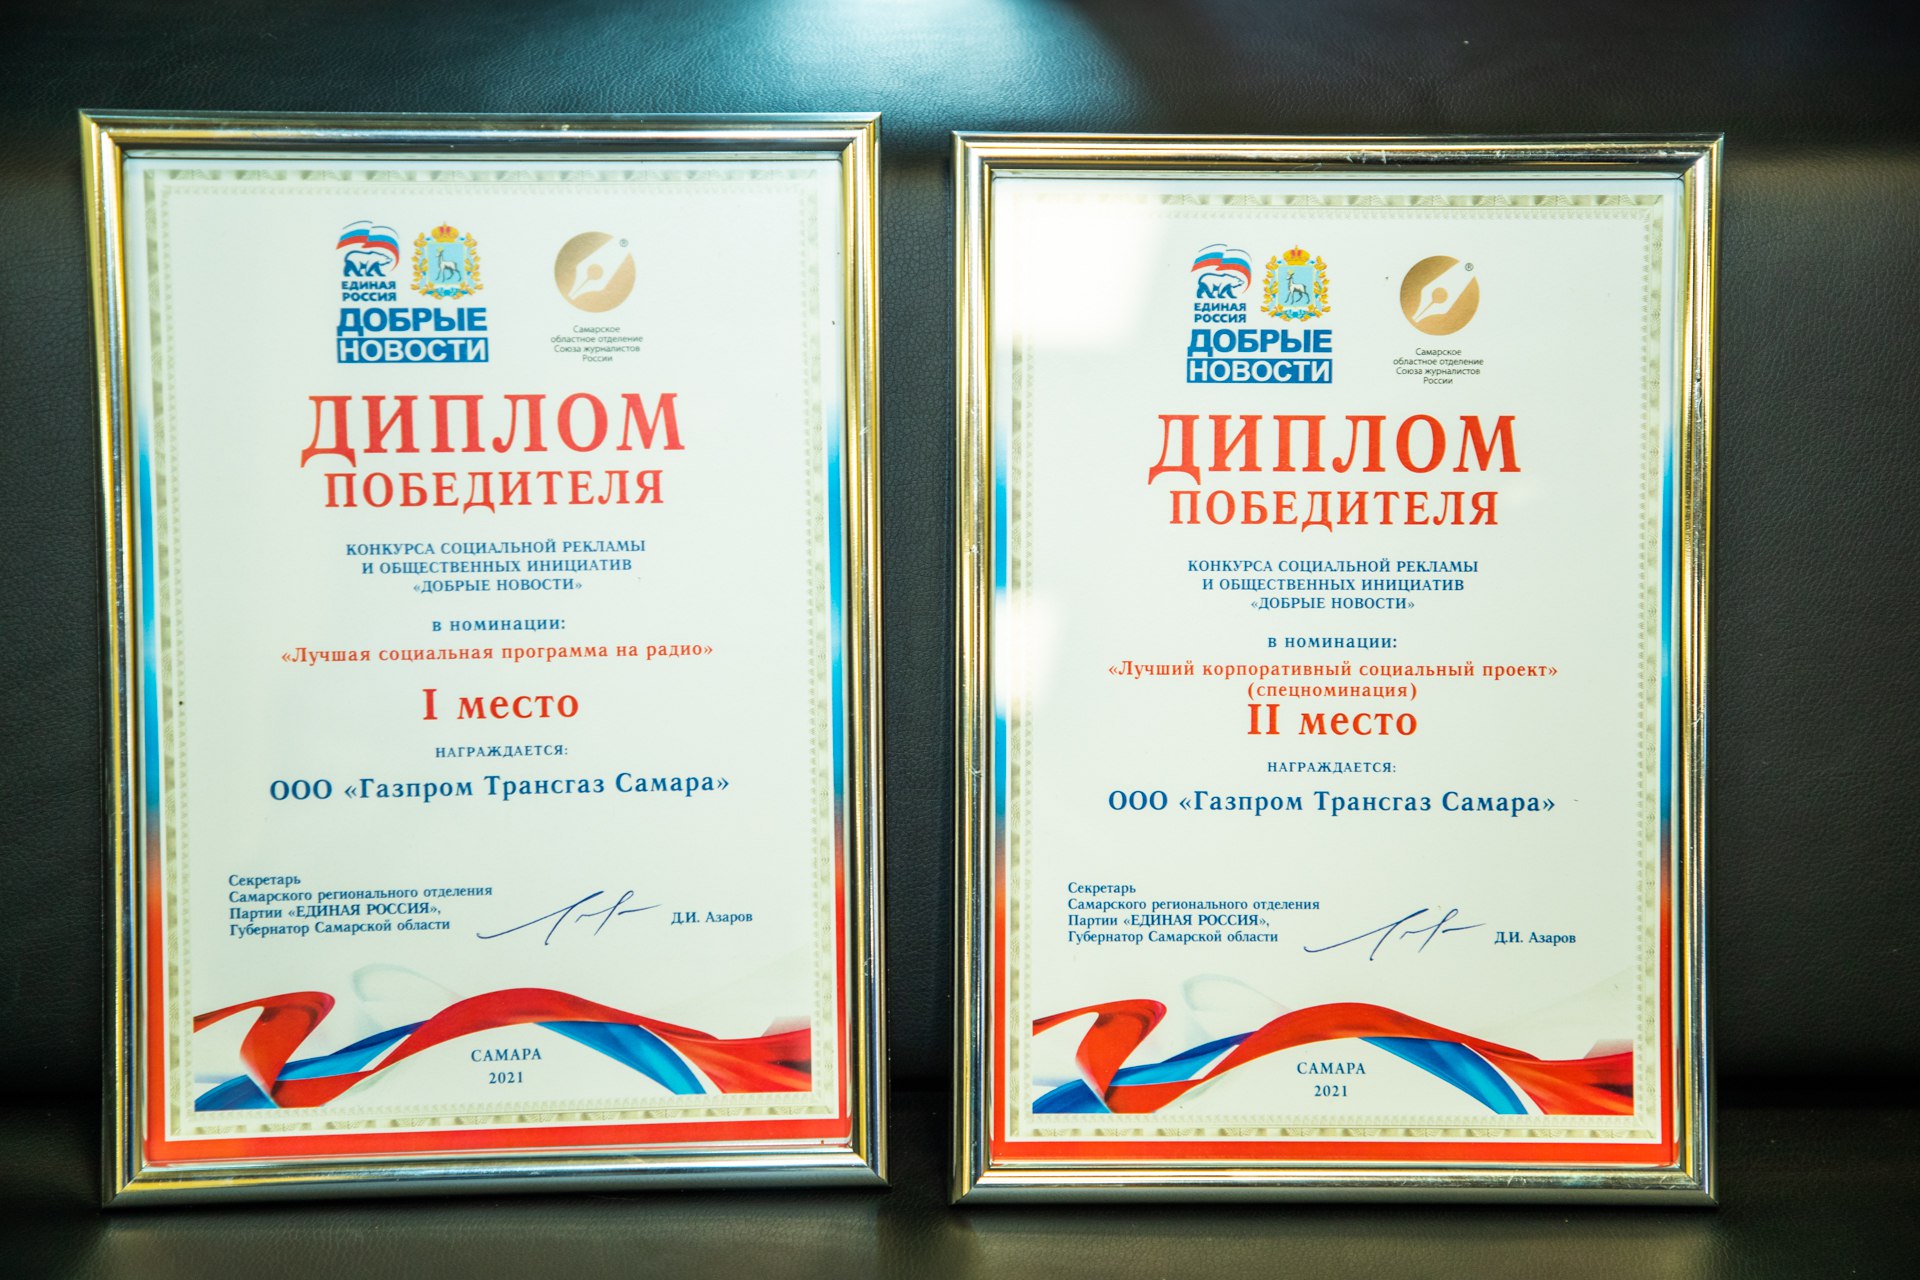 ЕДИНАЯ
РОССИЯ
ДОБРЫЕ
НОВОСТИ
®
Самарское
областное отделение
Союза журналистов
России
ДИПЛОМ
ПОБЕДИТЕЛЯ
КОНКУРСА СОЦИАЛЬНОЙ РЕКЛАМЫ
И ОБЩЕСТВЕННЫХ ИНИЦИАТИВ
«ДОБРЫЕ НОВОСТИ»
в номинации:
«Лучшая социальная программа на радио»
I место
НАГРАЖДАЕТСЯ:
ООО «Газпром Трансгаз Самара»
Секретарь
Самарского регионального отделения
Партии «ЕДИНАЯ РОССИЯ»,
Губернатор Самарской области
Д.И. Азаров
САМАРА
2021
ЕДИНАЯ
РОССИЯ
ДОБРЫЕ
НОВОСТИ
®
Самарское
областное отделение
Союза журналистов
России
ДИПЛОМ
ПОБЕДИТЕЛЯ
КОНКУРСА СОЦИАЛЬНОЙ РЕКЛАМЫ
И ОБЩЕСТВЕННЫХ ИНИЦИАТИВ
«ДОБРЫЕ НОВОСТИ»
в номинации:
«Лучший корпоративный социальный проект»
(спецноминация)
II место
НАГРАЖДАЕТСЯ:
ООО «Газпром Трансгаз Самара»
Секретарь
Самарского регионального отделения
Партии «ЕДИНАЯ РОССИЯ»,
Губернатор Самарской области
Д.И. Азаров
САМАРА
2021